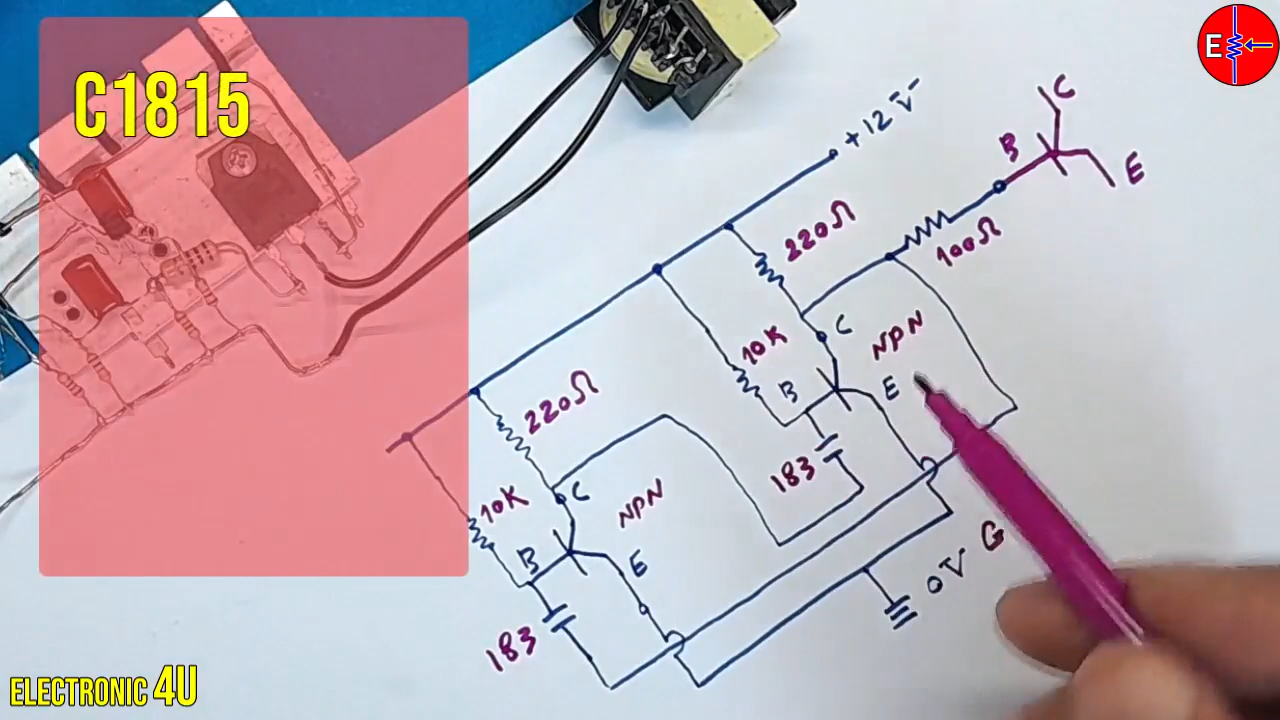 C1815
E
+12V
C
B
E
220Ω
100Ω
10K
C
NPN
B
E
220Ω
183
10K
C
NPN
B
E
183
0V G
ELECTRONIC 4U